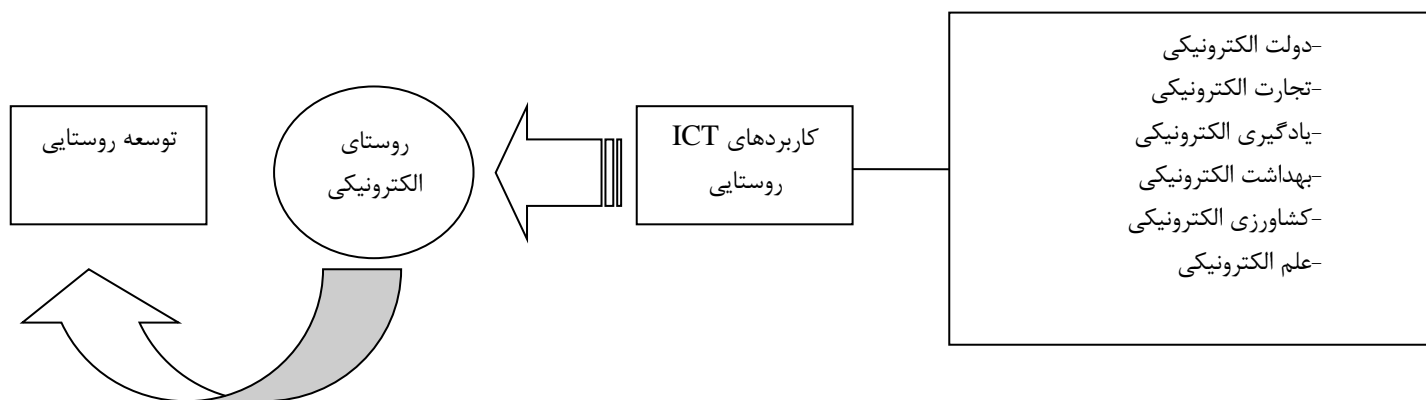 -دولت الکترونیکی
-تجارت الکترونیکی
-یادگیری الکترونیکی
-بهداشت الکترونیکی
-کشاورزی الکترونیکی
-علم الکترونیکی
کاربردهای ICT
روستایی
روستای
الکترونیکی
توسعه روستایی